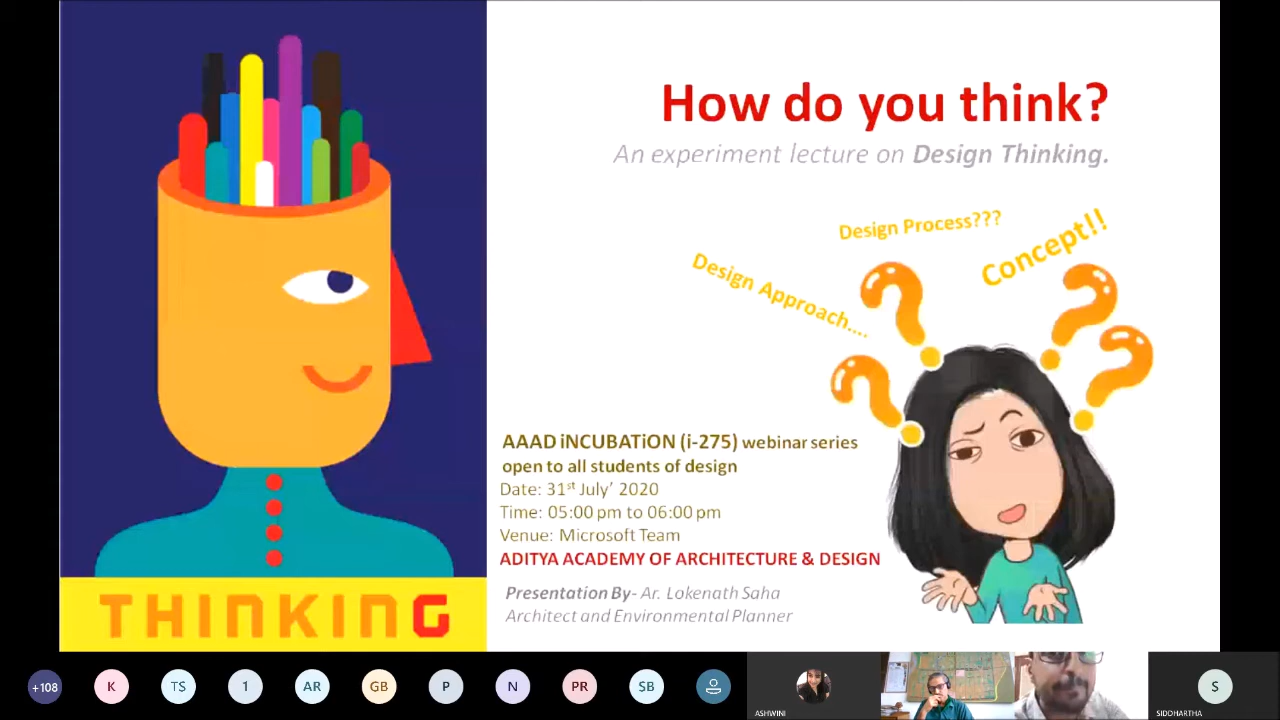 How do you think?
An experiment lecture on Design Thinking.
Design Process???
Concept!!
Design Approach....
AAAD iNCUBATiON (i-275) webinar series
open to all students of design
Date: 31st July' 2020
Time: 05:00 pm to 06:00 pm
Venue: Microsoft Team
ADITYA ACADEMY OF ARCHITECTURE & DESIGN
Presentation By- Ar. Lokenath Saha
Architect and Environmental Planner
THINKING
+108
K
TS
1
AR
GB
P
N
PR
SB
S
ASHWINI
SIDDHARTHA